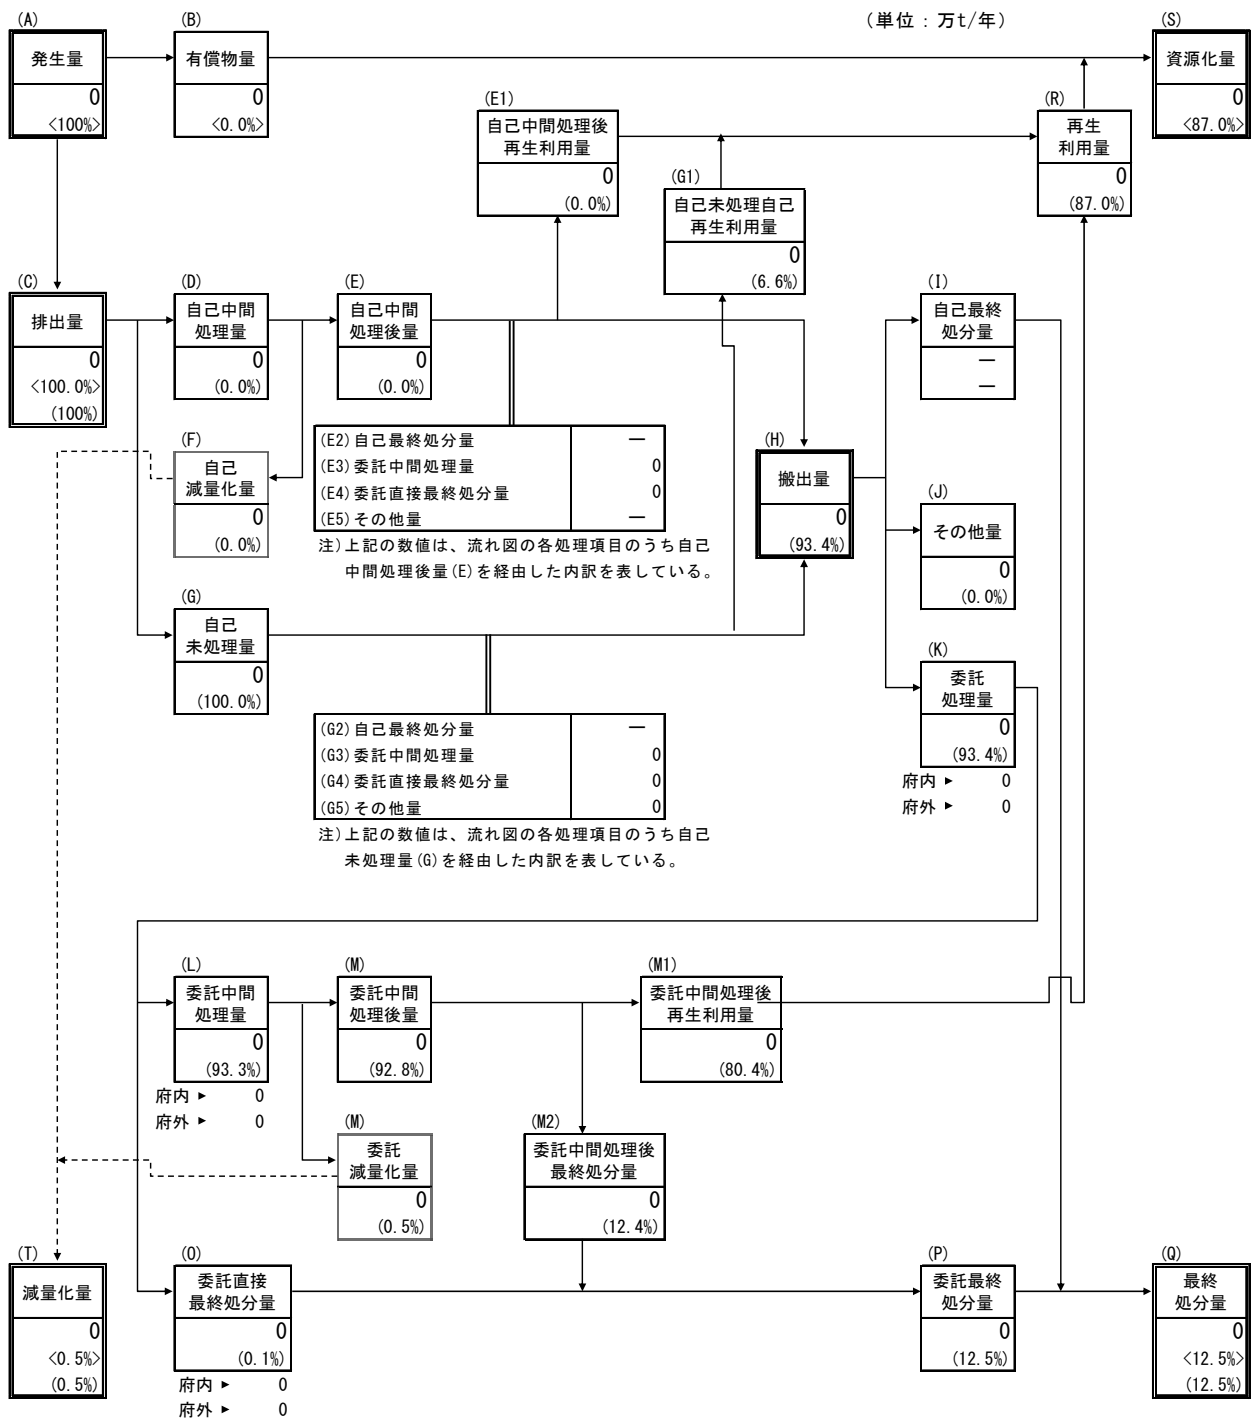 (単位：万t/年)
(A)
発生量
0
<100%>
(B)
有償物量
0
<0.0%>
(S)
資源化量
0
<87.0%>
(E1)
自己中間処理後
再生利用量
0
(0.0%)
(R)
再生
利用量
0
(87.0%)
(G1)
自己未処理自己
再生利用量
0
(6.6%)
(C)
排出量
0
<100.0%>
(100%)
(D)
自己中間
処理量
0
(0.0%)
(E)
自己中間
処理後量
0
(0.0%)
(I)
自己最終
処分量
―
―
(F)
自己
減量化量
0
(0.0%)
(E2)自己最終処分量 ―
(E3)委託中間処理量 0
(E4)委託直接最終処分量 0
(E5)その他量 ―
注)上記の数値は、流れ図の各処理項目のうち自己
中間処理後量(E)を経由した内訳を表している。
(H)
搬出量
0
(93.4%)
(J)
その他量
0
(0.0%)
(G)
自己
未処理量
0
(100.0%)
(K)
委託
処理量
0
(93.4%)
府内 ► 0
府外 ► 0
(G2)自己最終処分量 ―
(G3)委託中間処理量 0
(G4)委託直接最終処分量 0
(G5)その他量 0
注)上記の数値は、流れ図の各処理項目のうち自己
未処理量(G)を経由した内訳を表している。
(L)
委託中間
処理量
0
(93.3%)
府内 ► 0
府外 ► 0
(M)
委託中間
処理後量
0
(92.8%)
(M1)
委託中間処理後
再生利用量
0
(80.4%)
(M)
委託
減量化量
0
(0.5%)
(M2)
委託中間処理後
最終処分量
0
(12.4%)
(T)
減量化量
0
<0.5%>
(0.5%)
(O)
委託直接
最終処分量
0
(0.1%)
府内 ► 0
府外 ► 0
(P)
委託最終
処分量
0
(12.5%)
(Q)
最終
処分量
0
<12.5%>
(12.5%)